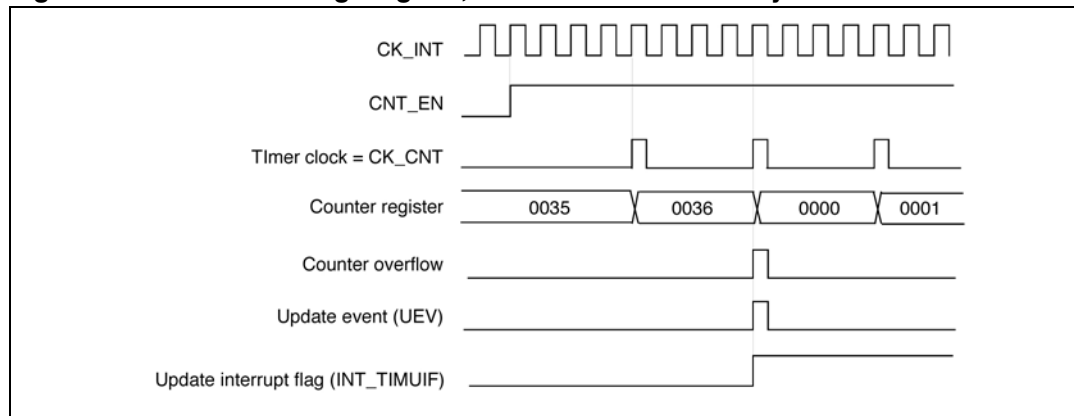 CK_INT
CNT_EN
TImer clock = CK_CNT
Counter register 0035 0036 0000 0001
Counter overflow
Update event (UEV)
Update interrupt flag (INT_TIMUIF)